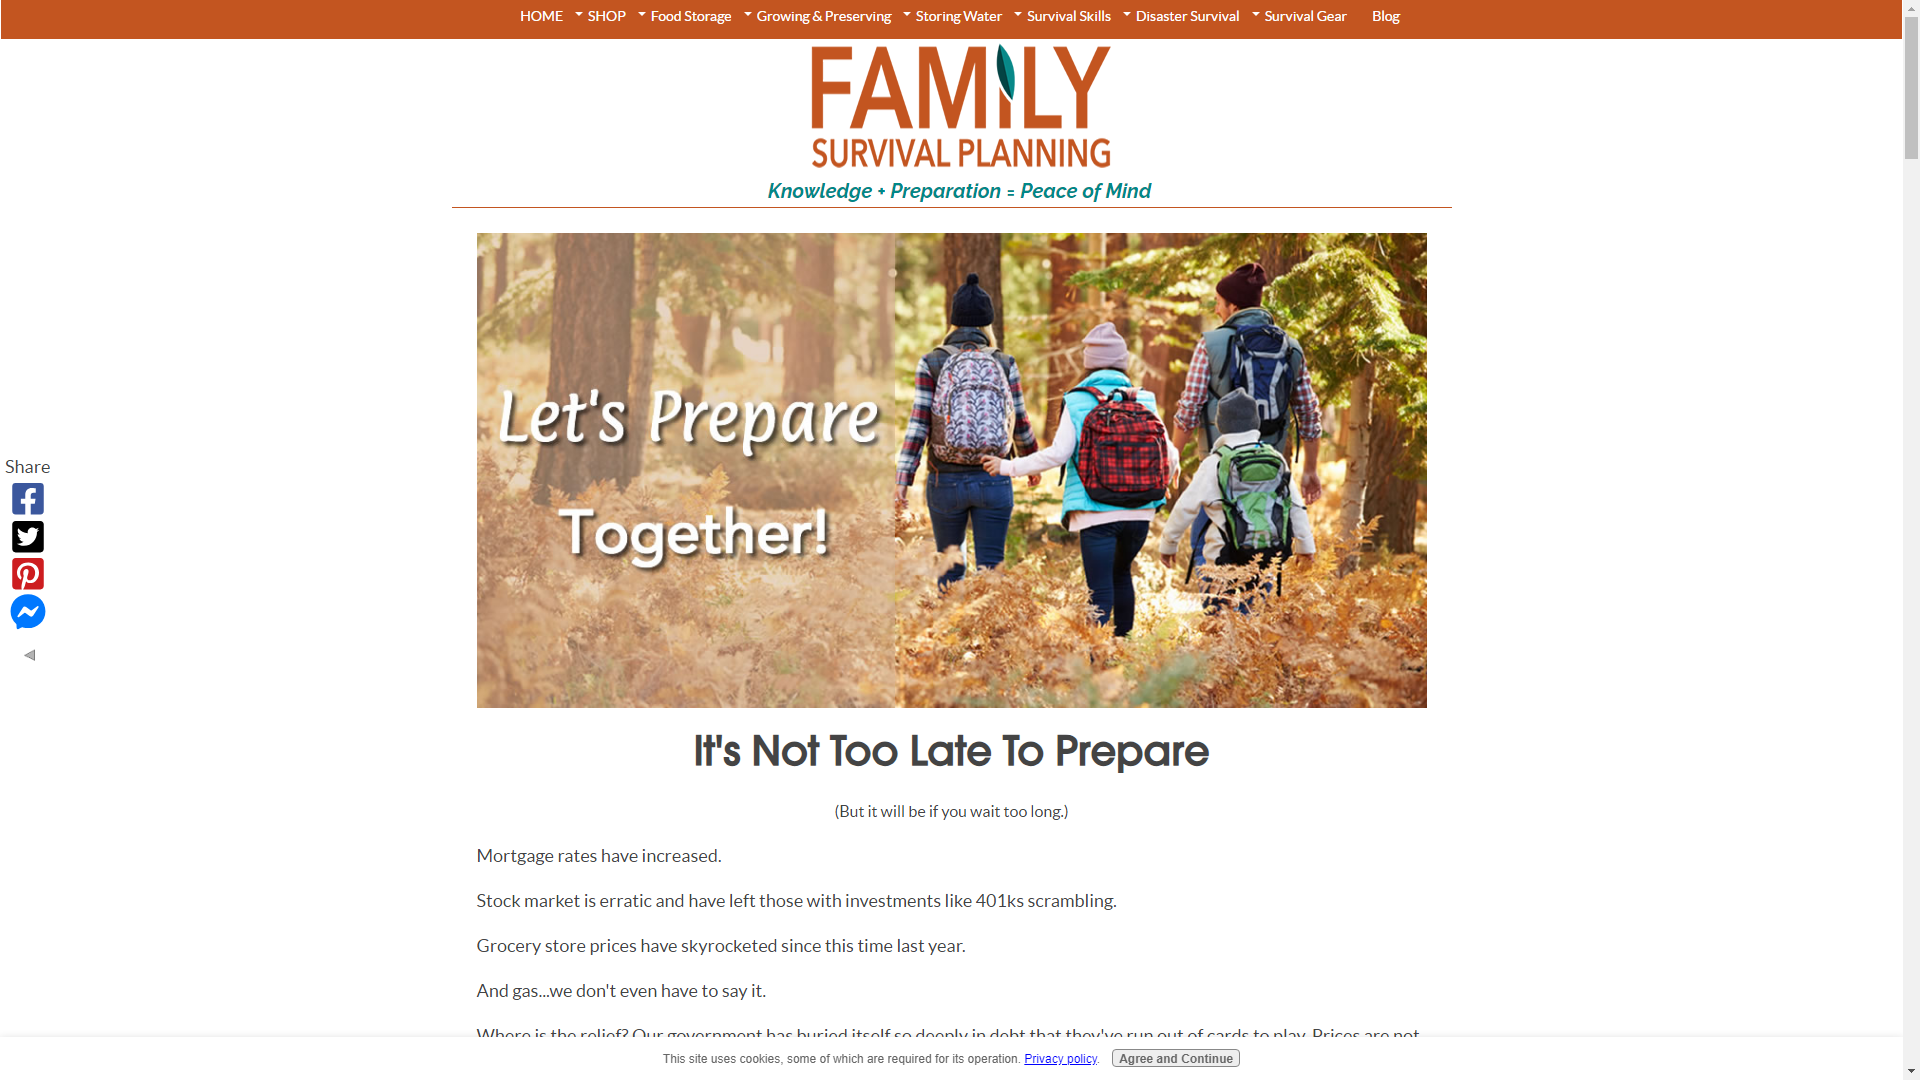 HOME SHOP Food Storage Growing & Preserving Storing Water Survival Skills Disaster Survival Survival Gear Blog
FAMILY
SURVIVAL PLANNING
Knowledge + Preparation = Peace of Mind
Let's Prepare
Together!
Share
It's Not Too Late To Prepare
(But it will be if you wait too long.)
Mortgage rates have increased.
Stock market is erratic and have left those with investments like 401ks scrambling.
Grocery store prices have skyrocketed since this time last year.
And gas...we don't even have to say it.
Where is the relief? Our government has buried itself so deeply in debt that they've run out of cards to play. Prices are not
This site uses cookies, some of which are required for its operation. Privacy policy. Agree and Continue